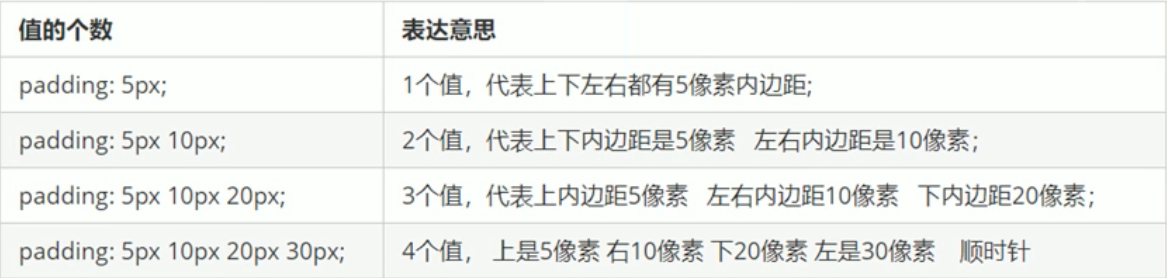 值的个数 表达意思
padding: 5px; 1个值，代表上下左右都有5像素内边距;
padding: 5px 10px; 2个值，代表上下内边距是5像素 左右内边距是10像素；
padding: 5px 10px 20px; 3个值，代表上内边距5像素 左右内边距10像素 下内边距20像素；
padding: 5px 10px 20px 30px; 4个值， 上是5像素 右10像素 下20像素 左是30像素 顺时针